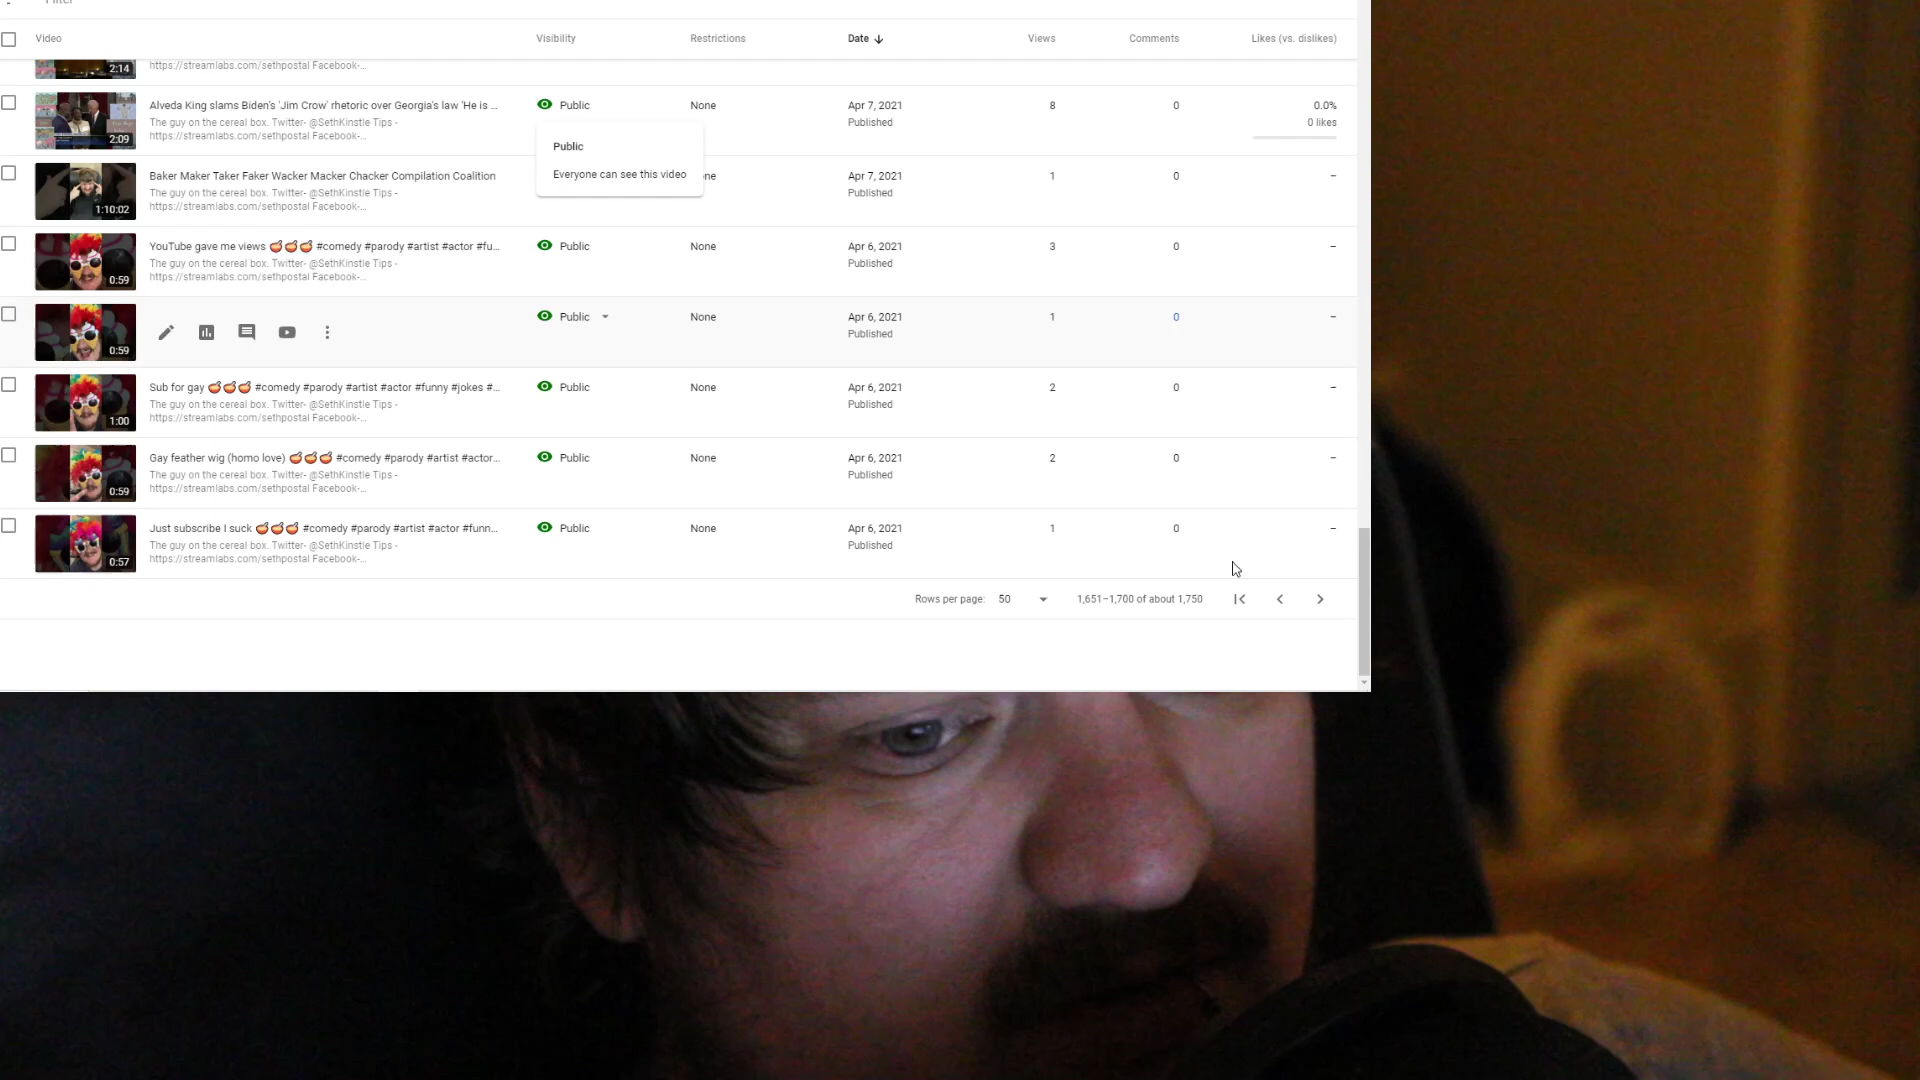 Filter
Video Visibility Restrictions Date Views Comments Likes (vs. dislikes)
2:14 https://streamlabs.com/sethpostal Facebook-...
Alveda King slams Biden's 'Jim Crow' rhetoric over Georgia's law 'He is ... Public None Apr 7, 2021 8 0 0.0%
The guy on the cereal box. Twitter- @SethKinstle Tips - Published 0 likes
2:09 https://streamlabs.com/sethpostal Facebook-...
Public
Everyone can see this video
Baker Maker Taker Faker Wacker Macker Chacker Compilation Coalition ne Apr 7, 2021 1 0 –
The guy on the cereal box. Twitter- @SethKinstle Tips - Published
1:10:02 https://streamlabs.com/sethpostal Facebook-...
YouTube gave me views 🥣🥣🥣 #comedy #parody #artist #actor #fu... Public None Apr 6, 2021 3 0 –
The guy on the cereal box. Twitter- @SethKinstle Tips - Published
0:59 https://streamlabs.com/sethpostal Facebook-...
Public None Apr 6, 2021 1 0 –
Published
0:59
Sub for gay 🥣🥣🥣 #comedy #parody #artist #actor #funny #jokes #... Public None Apr 6, 2021 2 0 –
The guy on the cereal box. Twitter- @SethKinstle Tips - Published
1:00 https://streamlabs.com/sethpostal Facebook-...
Gay feather wig (homo love) 🥣🥣🥣 #comedy #parody #artist #actor... Public None Apr 6, 2021 2 0 –
The guy on the cereal box. Twitter- @SethKinstle Tips - Published
0:59 https://streamlabs.com/sethpostal Facebook-...
Just subscribe I suck 🥣🥣🥣 #comedy #parody #artist #actor #funn... Public None Apr 6, 2021 1 0 –
The guy on the cereal box. Twitter- @SethKinstle Tips - Published
0:57 https://streamlabs.com/sethpostal Facebook-...
Rows per page: 50 1,651–1,700 of about 1,750